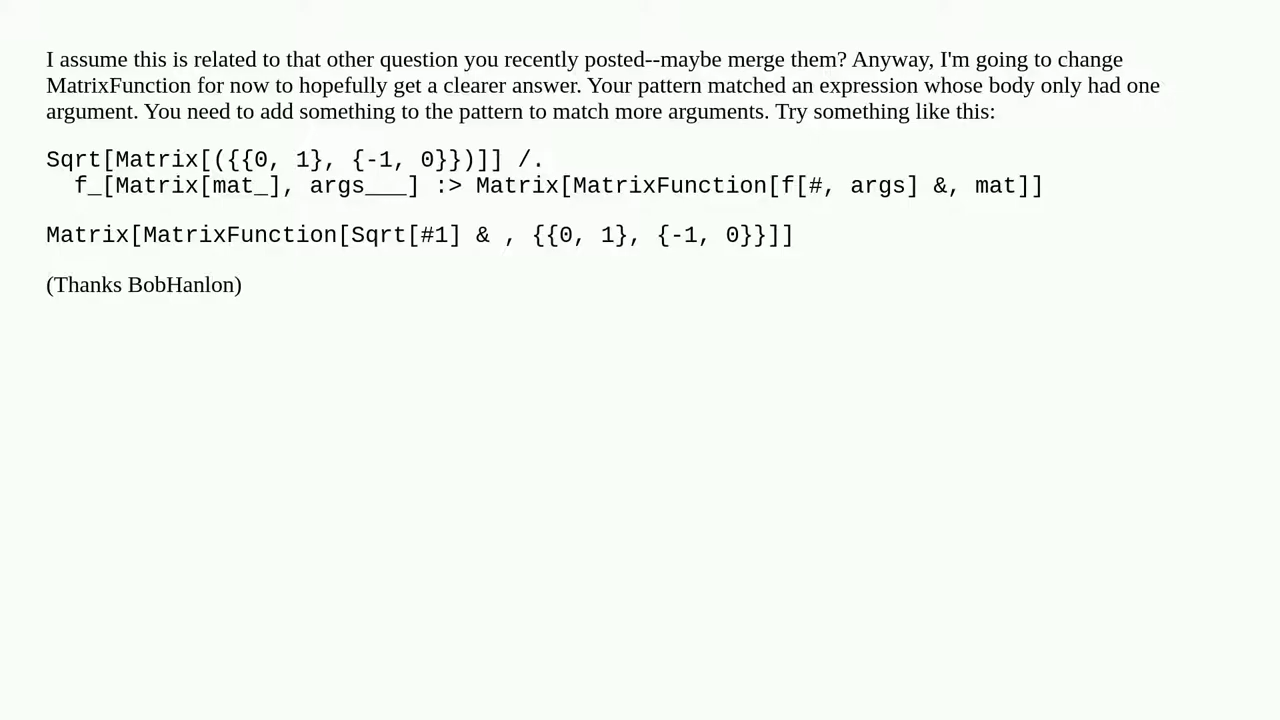 I assume this is related to that other question you recently posted--maybe merge them? Anyway, I'm going to change
MatrixFunction for now to hopefully get a clearer answer. Your pattern matched an expression whose body only had one
argument. You need to add something to the pattern to match more arguments. Try something like this:
Sqrt[Matrix[({{0, 1}, {-1, 0}})]] /.
  f_[Matrix[mat_], args___] :> Matrix[MatrixFunction[f[#, args] &, mat]]
Matrix[MatrixFunction[Sqrt[#1] & , {{0, 1}, {-1, 0}}]]
(Thanks BobHanlon)